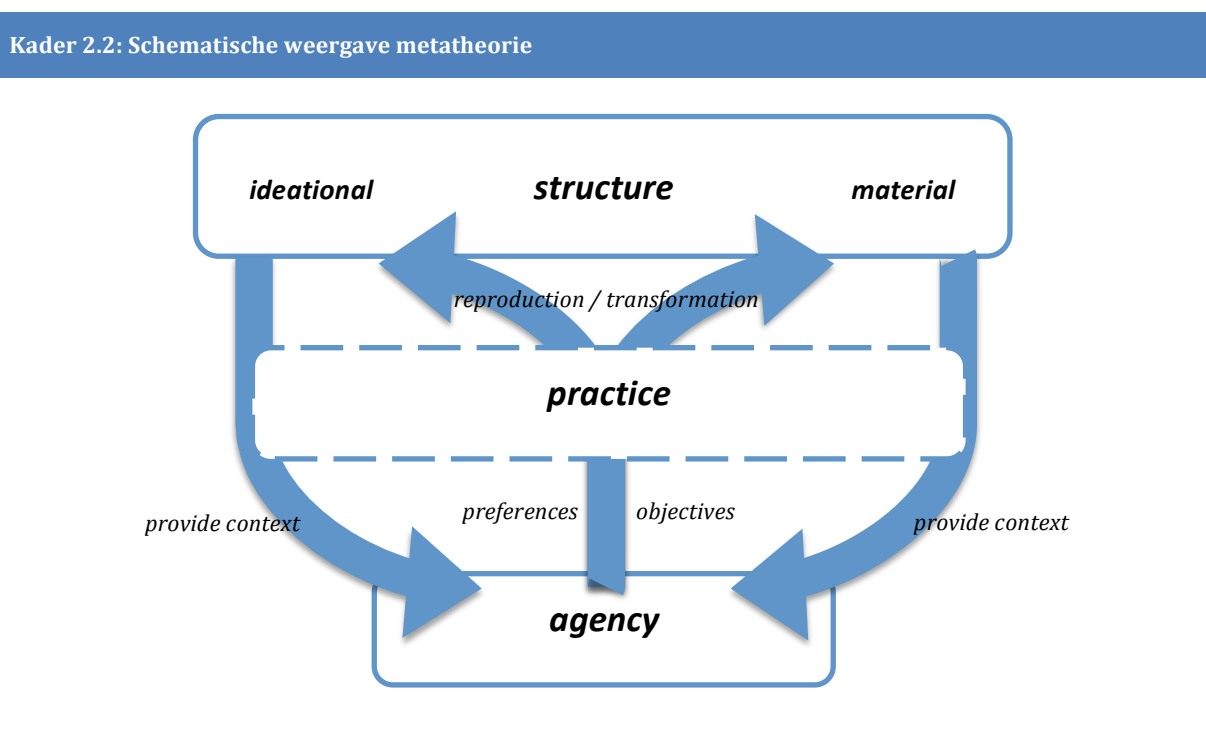 Kader 2.2: Schematische weergave metatheorie
ideational structure material
reproduction / transformation
practice
preferences objectives
provide context provide context
agency